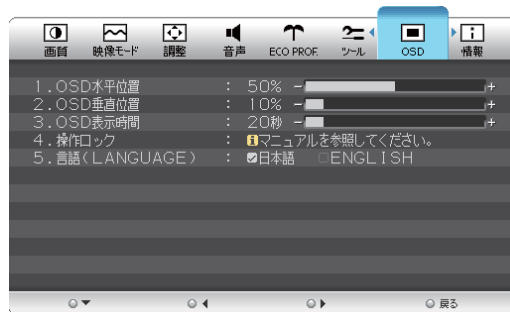 画質 映像モード 調整 音声 ECO PROF. ツール OSD 情報
1.OSD水平位置 : 50% − +
2.OSD垂直位置 : 10% − +
3.OSD表示時間 : 20秒 − +
4.操作ロック : マニュアルを参照してください。
5.言語(LANGUAGE) : 日本語 ENGLISH
戻る